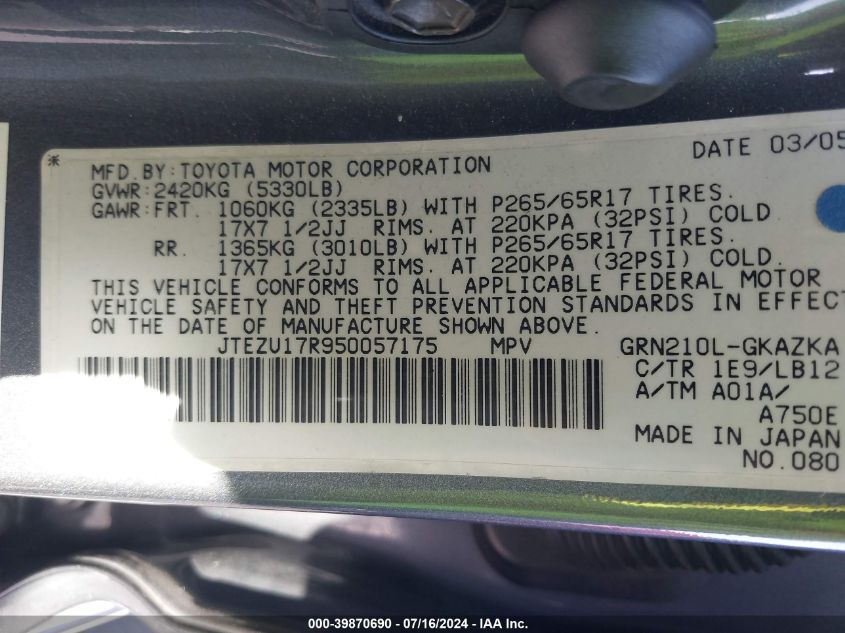 DATE 03/05
MFD.BY:TOYOTA MOTOR CORPORATION
GVWR:2420KG (5330LB)
GAWR:FRT. 1060KG (2335LB) WITH P265/65R17 TIRES.
17X7 1/2JJ RIMS. AT 220KPA (32PSI) COLD
RR. 1365KG (3010LB) WITH P265/65R17 TIRES.
17X7 1/2JJ RIMS. AT 220KPA (32PSI) COLD.
THIS VEHICLE CONFORMS TO ALL APPLICABLE FEDERAL MOTOR
VEHICLE SAFETY AND THEFT PREVENTION STANDARDS IN EFFECT
ON THE DATE OF MANUFACTURE SHOWN ABOVE.
JTEZU17R950057175 MPV GRN210L-GKAZKA
C/TR 1E9/LB12
A/TM A01A/
A750E
MADE IN JAPAN
NO.080
000-39870690 - 07/16/2024 - IAA Inc.